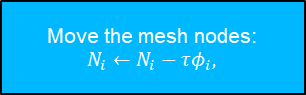 Move the mesh nodes:
𝑁ᵢ ← 𝑁ᵢ − 𝜏𝜙ᵢ,